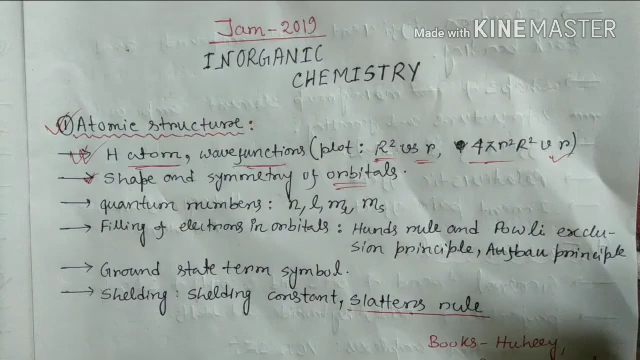 Jam-2019
Made with KINEMASTER
INORGANIC
CHEMISTRY
① Atomic structure:
→ H atom, wavefunctions (plot: R² vs r, 4πr²R² v r)
→ Shape and symmetry of orbitals.
→ quantum numbers: n, l, mₗ, mₛ
→ Filling of electrons in orbitals: Hunds rule and Powli exclu-
sion principle, Aufbau principle
→ Ground state term symbol.
→ Shelding: Shelding constant, Slatters rule
Books- Huheey,